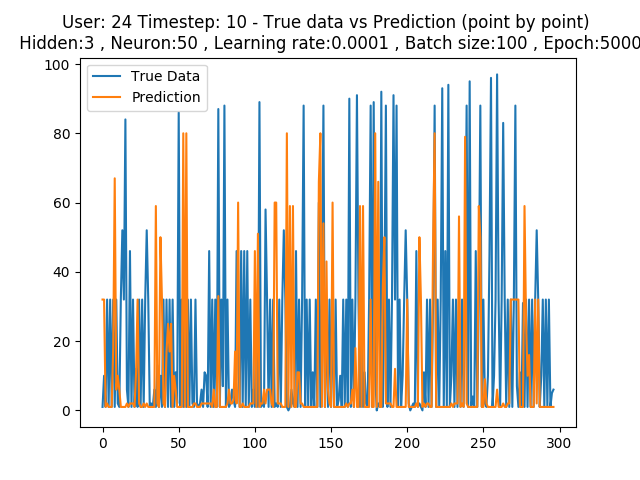 User: 24 Timestep: 10 - True data vs Prediction (point by point)
Hidden:3 , Neuron:50 , Learning rate:0.0001 , Batch size:100 , Epoch:5000
True Data
Prediction
100
80
60
40
20
0
0 50 100 150 200 250 300